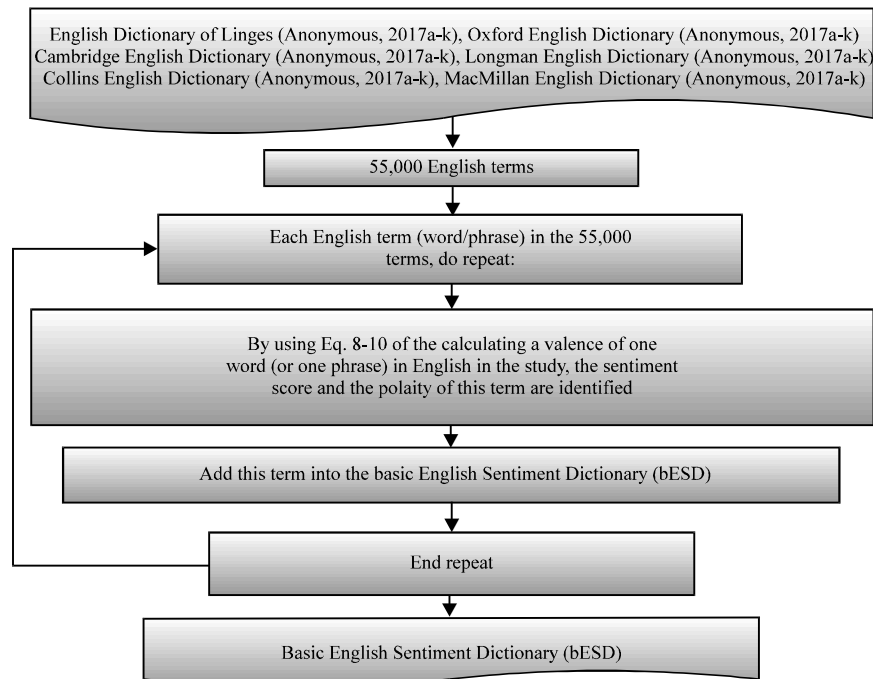 English Dictionary of Linges (Anonymous, 2017a-k), Oxford English Dictionary (Anonymous, 2017a-k)
Cambridge English Dictionary (Anonymous, 2017a-k), Longman English Dictionary (Anonymous, 2017a-k)
Collins English Dictionary (Anonymous, 2017a-k), MacMillan English Dictionary (Anonymous, 2017a-k)
55,000 English terms
Each English term (word/phrase) in the 55,000
terms, do repeat:
By using Eq. 8-10 of the calculating a valence of one
word (or one phrase) in English in the study, the sentiment
score and the polaity of this term are identified
Add this term into the basic English Sentiment Dictionary (bESD)
End repeat
Basic English Sentiment Dictionary (bESD)